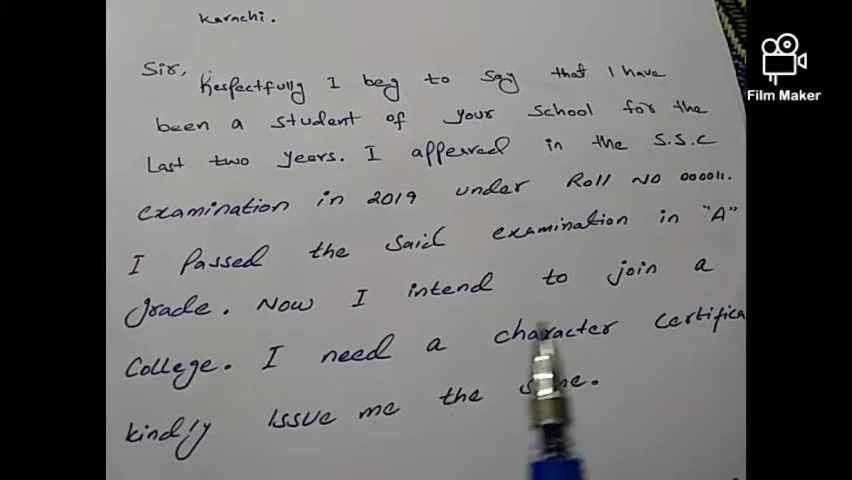 Karachi.
Sir,
Respectfully I beg to say that I have
been a student of your School for the
Last two years. I apperred in the S.S.C
examination in 2019 under Roll No 000011.
I Passed the said examination in "A"
grade. Now I intend to join a
College. I need a character certifica
kindly issue me the
Film Maker